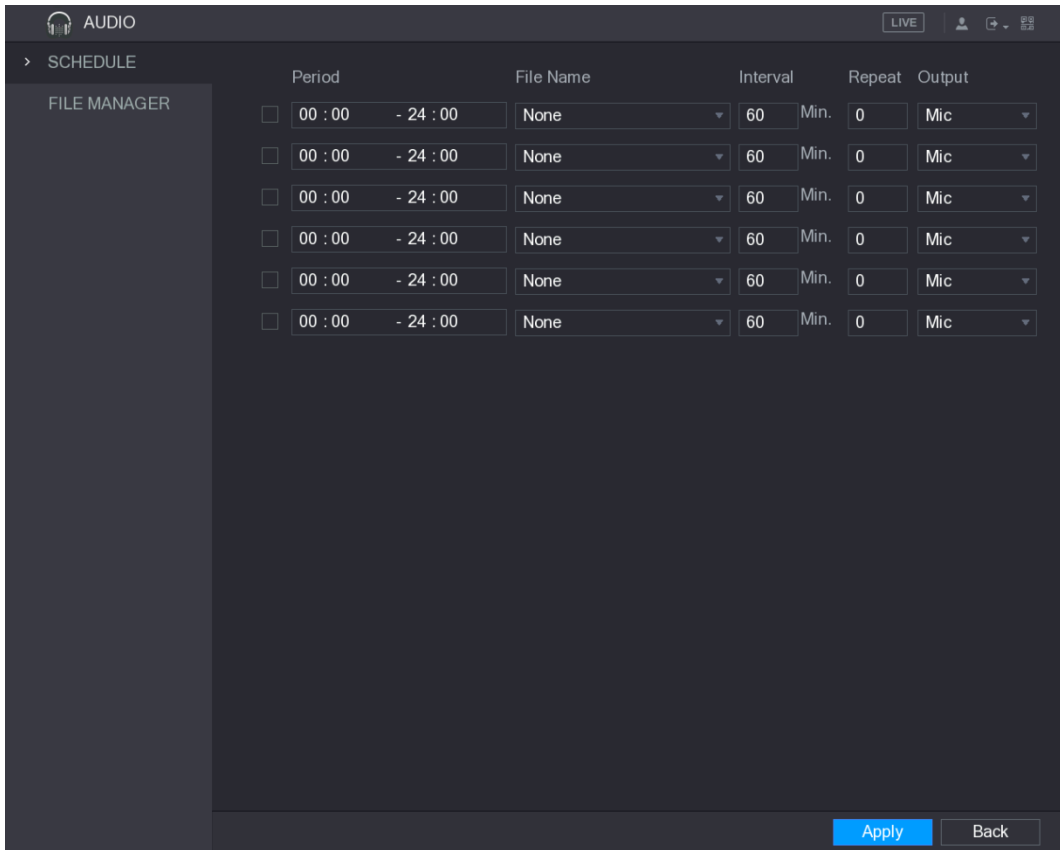 AUDIO LIVE
SCHEDULE
FILE MANAGER
Period File Name Interval Repeat Output
00 : 00 - 24 : 00 None 60 Min. 0 Mic
00 : 00 - 24 : 00 None 60 Min. 0 Mic
00 : 00 - 24 : 00 None 60 Min. 0 Mic
00 : 00 - 24 : 00 None 60 Min. 0 Mic
00 : 00 - 24 : 00 None 60 Min. 0 Mic
00 : 00 - 24 : 00 None 60 Min. 0 Mic
Apply Back